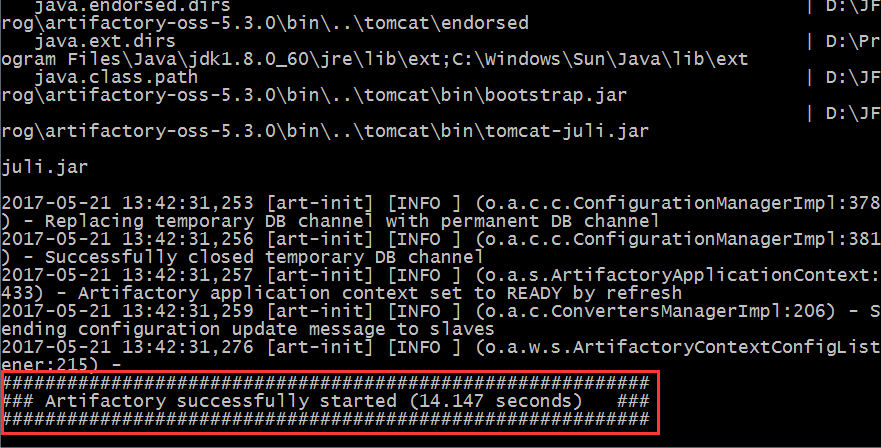 java.endorsed.dirs | D:\JF
rog\artifactory-oss-5.3.0\bin\..\tomcat\endorsed
java.ext.dirs | D:\Pr
ogram Files\Java\jdk1.8.0_60\jre\lib\ext;C:\Windows\Sun\Java\lib\ext
java.class.path | D:\JF
rog\artifactory-oss-5.3.0\bin\..\tomcat\bin\bootstrap.jar
| D:\JF
rog\artifactory-oss-5.3.0\bin\..\tomcat\bin\tomcat-juli.jar
juli.jar
2017-05-21 13:42:31,253 [art-init] [INFO ] (o.a.c.c.ConfigurationManagerImpl:378
) - Replacing temporary DB channel with permanent DB channel
2017-05-21 13:42:31,256 [art-init] [INFO ] (o.a.c.c.ConfigurationManagerImpl:381
) - Successfully closed temporary DB channel
2017-05-21 13:42:31,257 [art-init] [INFO ] (o.a.s.ArtifactoryApplicationContext:
433) - Artifactory application context set to READY by refresh
2017-05-21 13:42:31,259 [art-init] [INFO ] (o.a.c.ConvertersManagerImpl:206) - S
ending configuration update message to slaves
2017-05-21 13:42:31,276 [art-init] [INFO ] (o.a.w.s.ArtifactoryContextConfigList
ener:215) -
###########################################################
### Artifactory successfully started (14.147 seconds)   ###
###########################################################